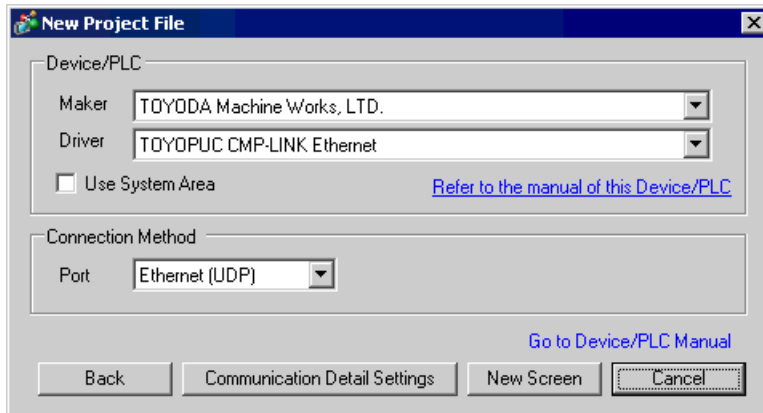 New Project File
Device/PLC
Maker TOYODA Machine Works, LTD.
Driver TOYOPUC CMP-LINK Ethernet
Use System Area Refer to the manual of this Device/PLC
Connection Method
Port Ethernet (UDP)
Go to Device/PLC Manual
Back Communication Detail Settings New Screen Cancel